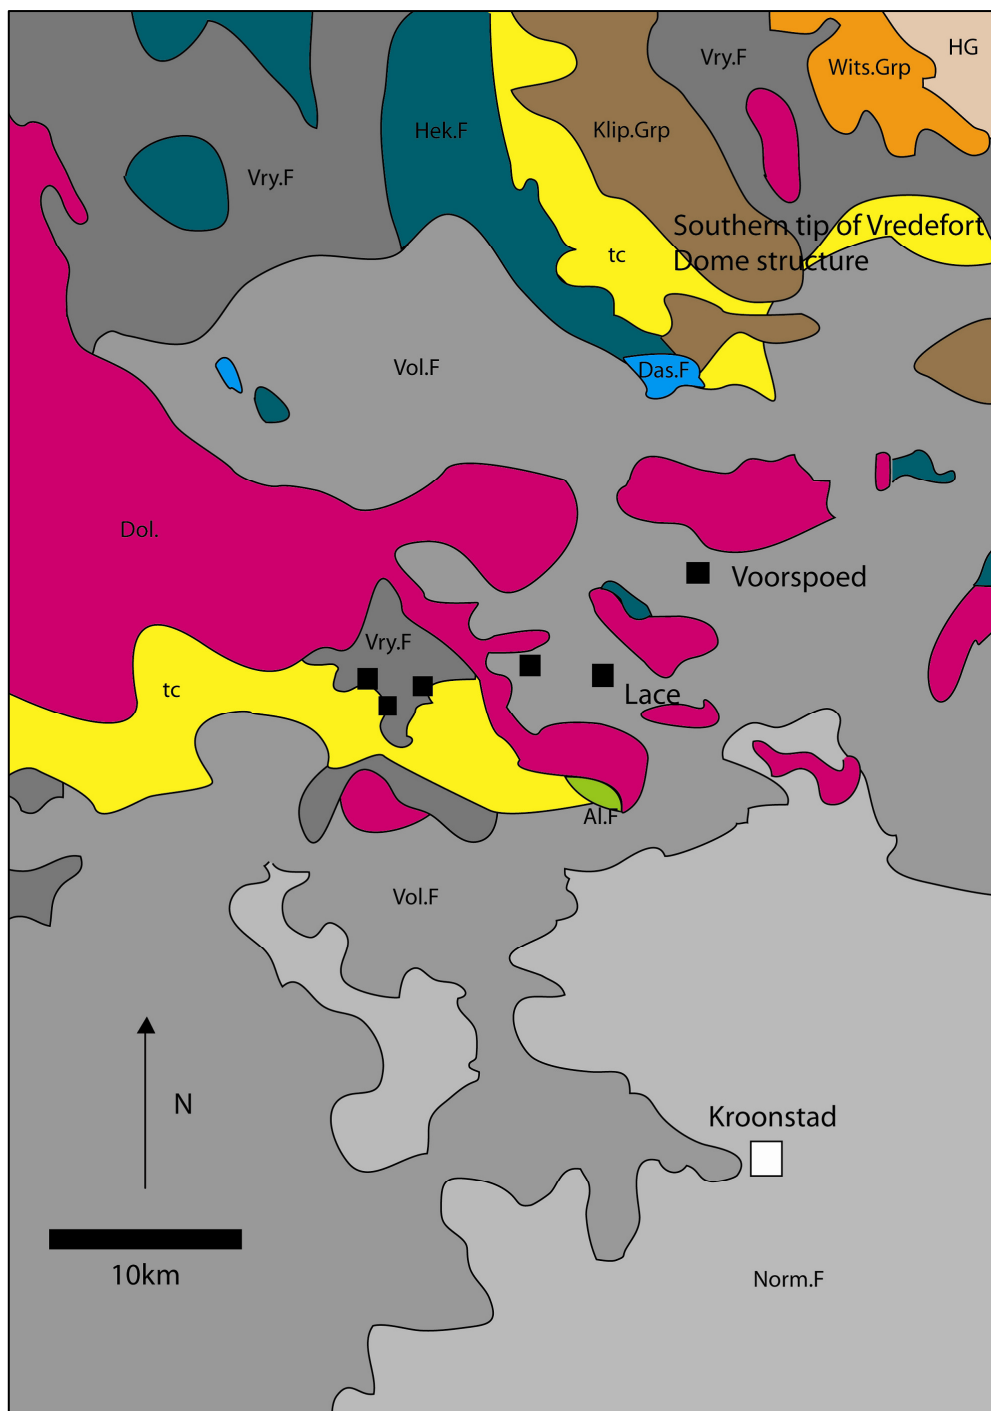 HG
Vry.F
Wits.Grp
Hek.F
Klip.Grp
Vry.F
Southern tip of Vredefort
Dome structure
tc
Vol.F
Das.F
Dol.
Voorspoed
Vry.F
tc
Lace
Al.F
Vol.F
N
Kroonstad
10km
Norm.F